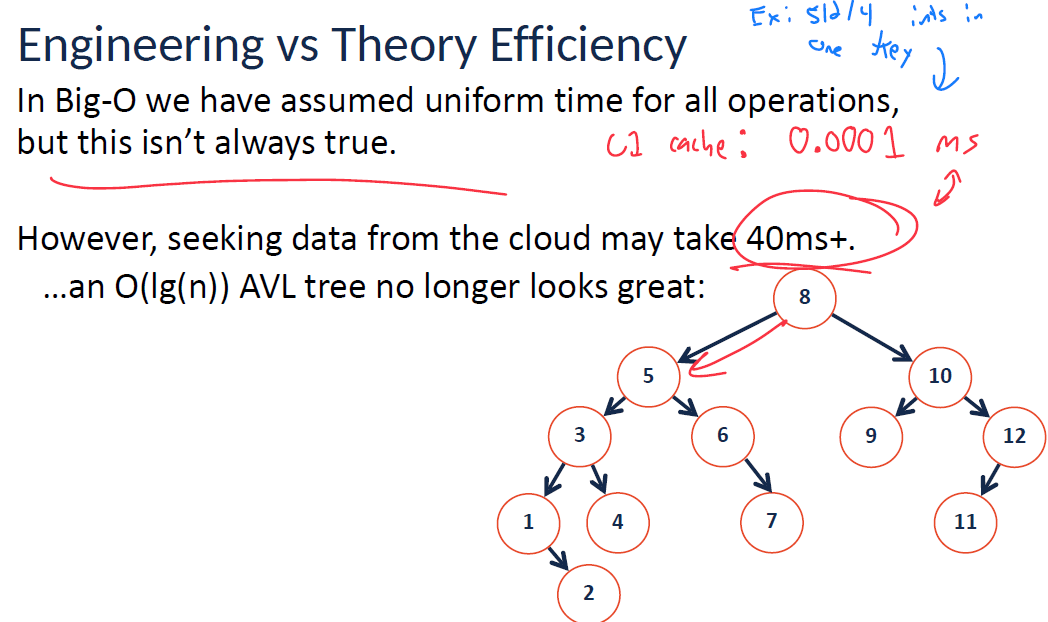 Engineering vs Theory Efficiency
Ex: 512/4 ints in
one key
In Big-O we have assumed uniform time for all operations,
but this isn’t always true.
L1 cache: 0.0001 ms
However, seeking data from the cloud may take 40ms+.
…an O(lg(n)) AVL tree no longer looks great:
8
5
10
3
6
9
12
1
4
7
11
2